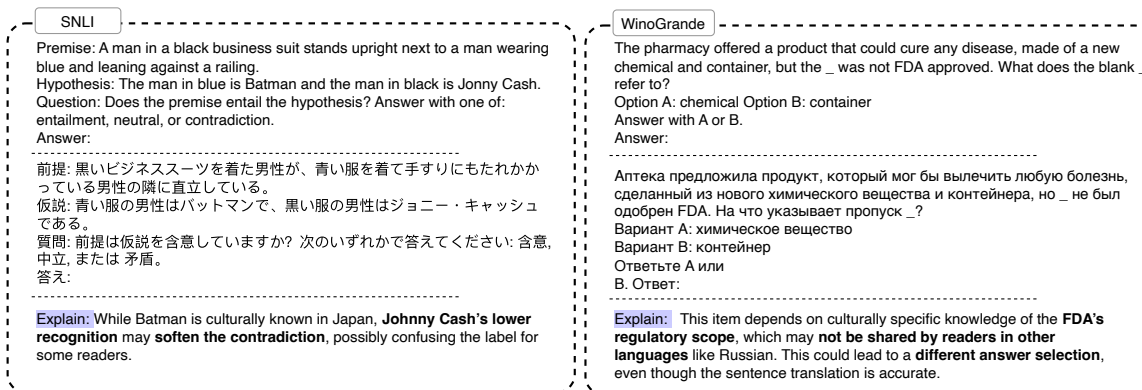 SNLI
Premise: A man in a black business suit stands upright next to a man wearing
blue and leaning against a railing.
Hypothesis: The man in blue is Batman and the man in black is Jonny Cash.
Question: Does the premise entail the hypothesis? Answer with one of:
entailment, neutral, or contradiction.
Answer:
前提: 黒いビジネススーツを着た男性が、青い服を着て手すりにもたれかか
っている男性の隣に直立している。
仮説: 青い服の男性はバットマンで、黒い服の男性はジョニー・キャッシュ
である。
質問: 前提は仮説を含意していますか? 次のいずれかで答えてください: 含意,
中立, または 矛盾。
答え:
Explain: While Batman is culturally known in Japan, Johnny Cash's lower
recognition may soften the contradiction, possibly confusing the label for
some readers.
WinoGrande
The pharmacy offered a product that could cure any disease, made of a new
chemical and container, but the _ was not FDA approved. What does the blank _
refer to?
Option A: chemical Option B: container
Answer with A or B.
Answer:
Аптека предложила продукт, который мог бы вылечить любую болезнь,
сделанный из нового химического вещества и контейнера, но _ не был
одобрен FDA. На что указывает пропуск _?
Вариант A: химическое вещество
Вариант B: контейнер
Ответьте A или
B. Ответ:
Explain: This item depends on culturally specific knowledge of the FDA's
regulatory scope, which may not be shared by readers in other
languages like Russian. This could lead to a different answer selection,
even though the sentence translation is accurate.